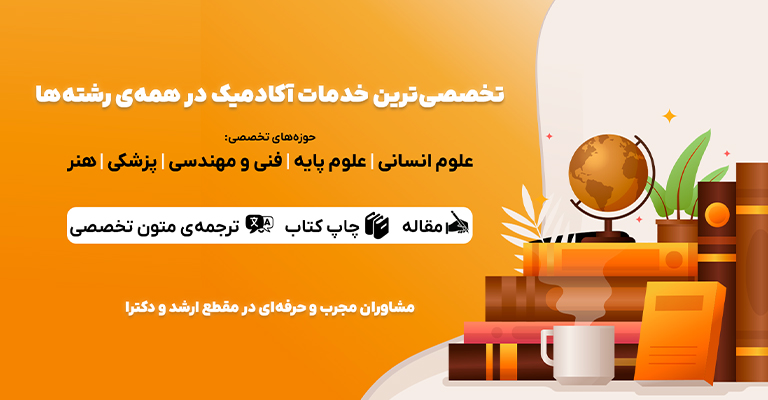 تخصصی‌ترین خدمات آکادمیک در همه‌ی رشته‌ها
حوزه‌های تخصصی:
علوم انسانی | علوم پایه | فنی و مهندسی | پزشکی | هنر
مقاله چاپ کتاب ترجمه‌ی متون تخصصی
مشاوران مجرب و حرفه‌ای در مقطع ارشد و دکترا